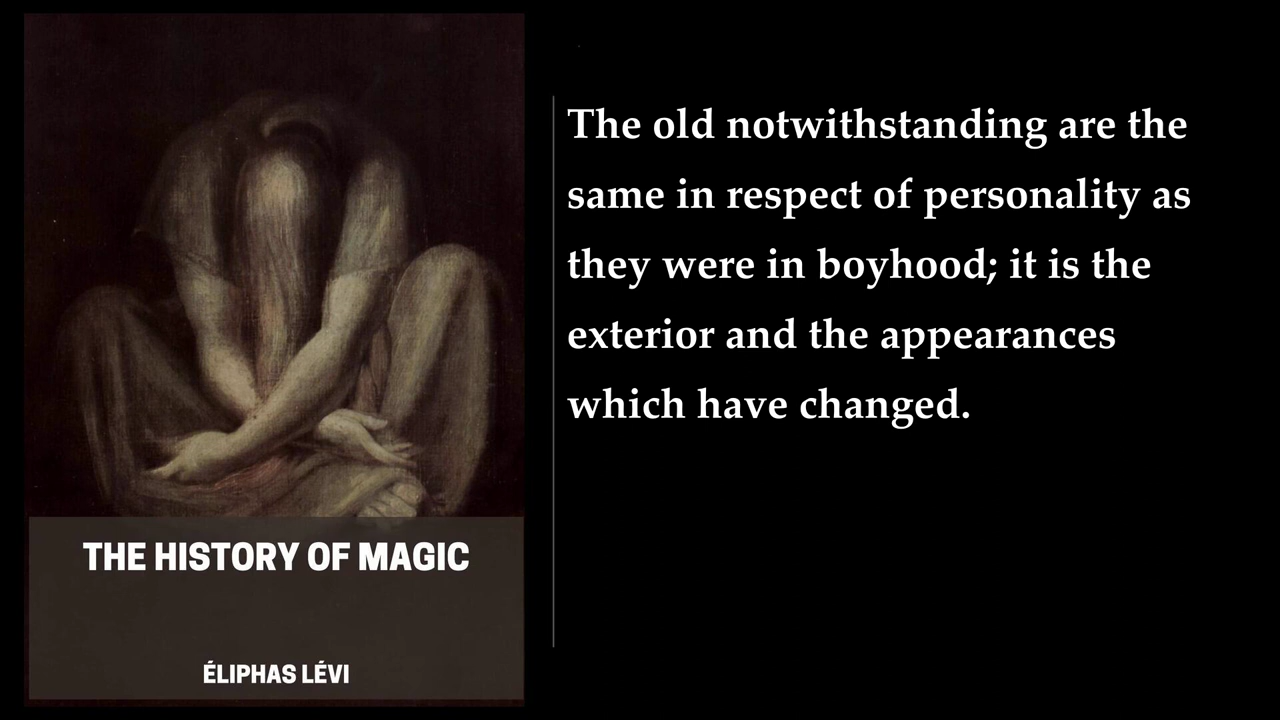 THE HISTORY OF MAGIC
ÉLIPHAS LÉVI
The old notwithstanding are the
same in respect of personality as
they were in boyhood; it is the
exterior and the appearances
which have changed.